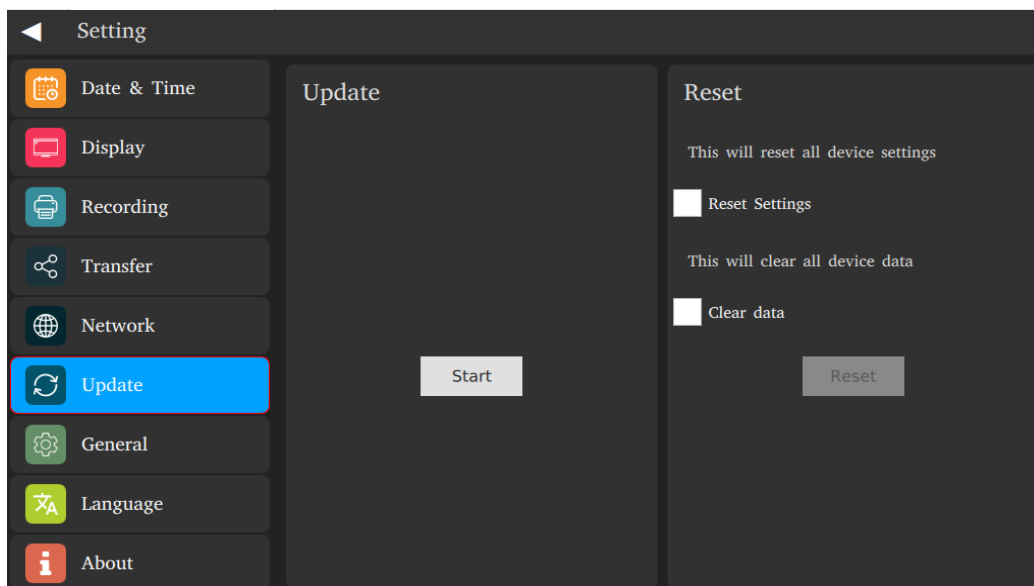 Setting
Date & Time
Display
Recording
Transfer
Network
Update
General
Language
About
Update
Start
Reset
This will reset all device settings
Reset Settings
This will clear all device data
Clear data
Reset